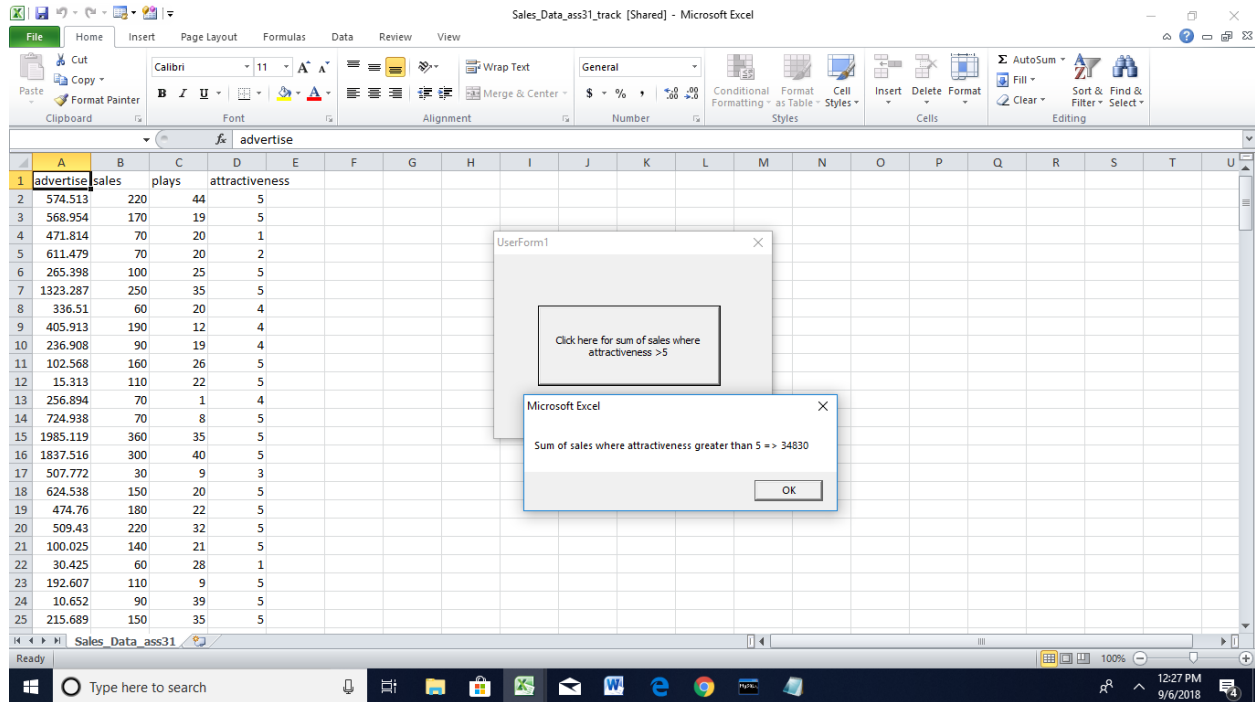 Sales_Data_ass31_track [Shared] - Microsoft Excel
File Home Insert Page Layout Formulas Data Review View
Paste
Cut
Copy
Format Painter
Clipboard
Calibri 11
B I U
Font
Wrap Text
Merge & Center
Alignment
General
$ % ,
Number
Conditional Formatting
Format as Table
Cell Styles
Styles
Insert Delete Format
Cells
Σ AutoSum
Fill
Clear
Sort & Filter
Find & Select
Editing
fx advertise
A B C D E F G H I J K L M N O P Q R S T U
1 advertise sales plays attractiveness
2 574.513 220 44 5
3 568.954 170 19 5
4 471.814 70 20 1
5 611.479 70 20 2
6 265.398 100 25 5
7 1323.287 250 35 5
8 336.51 60 20 4
9 405.913 190 12 4
10 236.908 90 19 4
11 102.568 160 26 5
12 15.313 110 22 5
13 256.894 70 1 4
14 724.938 70 8 5
15 1985.119 360 35 5
16 1837.516 300 40 5
17 507.772 30 9 3
18 624.538 150 20 5
19 474.76 180 22 5
20 509.43 220 32 5
21 100.025 140 21 5
22 30.425 60 28 1
23 192.607 110 9 5
24 10.652 90 39 5
25 215.689 150 35 5
UserForm1
Click here for sum of sales where
attractiveness >5
Microsoft Excel
Sum of sales where attractiveness greater than 5 => 34830
OK
Sales_Data_ass31
Ready
100%
Type here to search
12:27 PM
9/6/2018
4